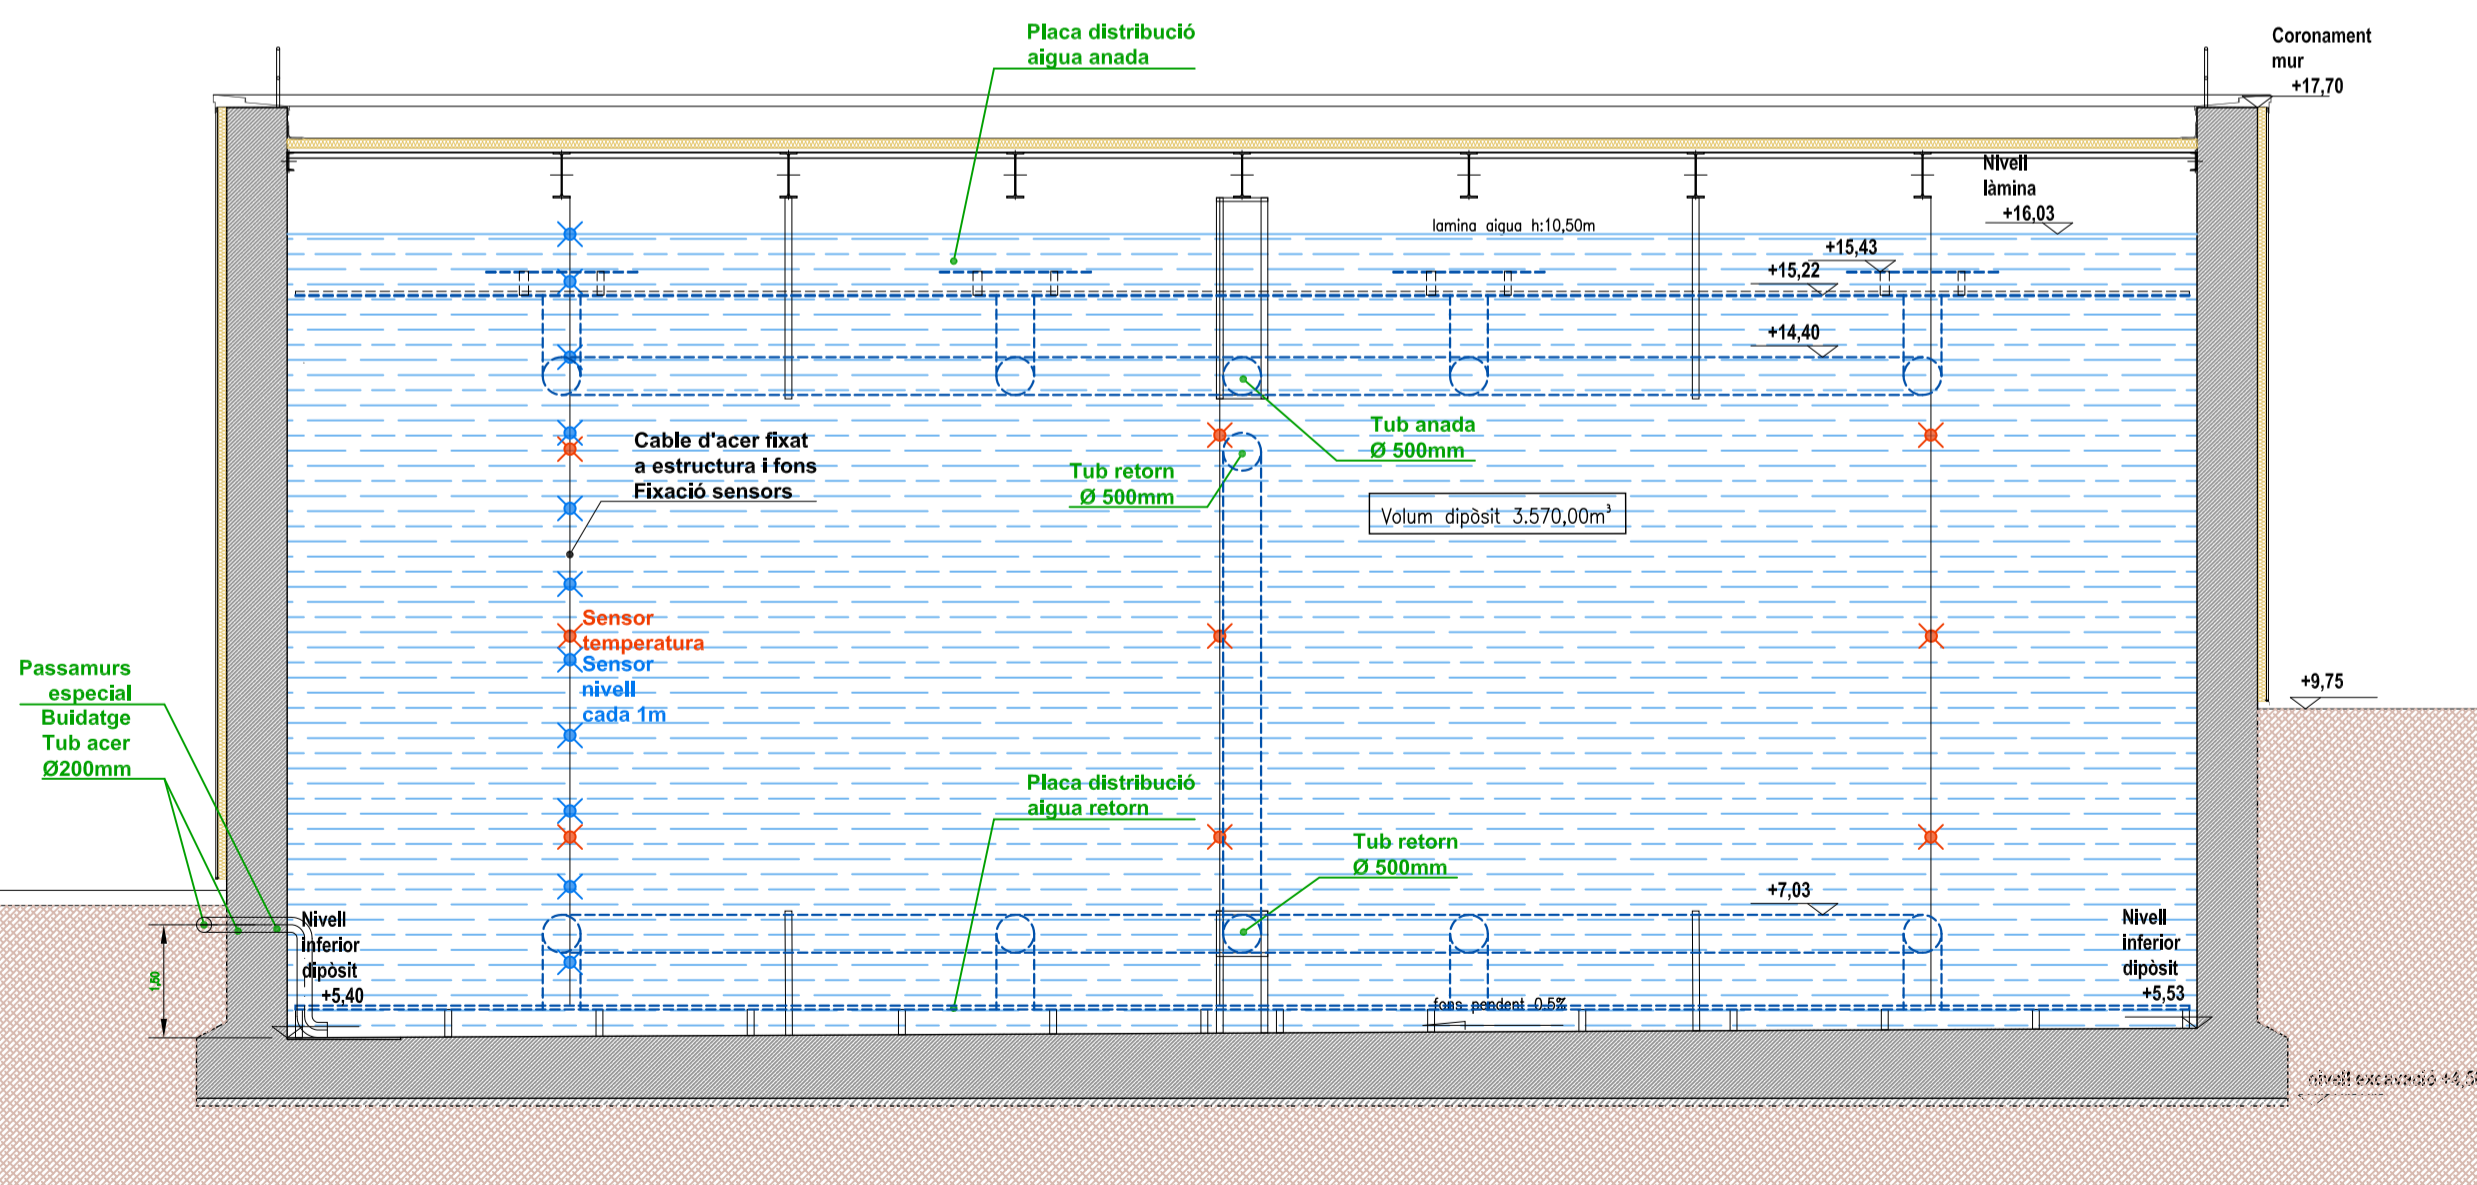 Placa distribució
aigua anada
Coronament
mur
+17,70
Nivell
làmina
+16,03
lamina aigua h:10,50m
+15,43
+15,22
+14,40
Cable d'acer fixat
a estructura i fons
Fixació sensors
Tub anada
Ø 500mm
Tub retorn
Ø 500mm
Volum dipòsit 3.570,00m³
Sensor
temperatura
Sensor
nivell
cada 1m
Passamurs
especial
Buidatge
Tub acer
Ø200mm
+9,75
Placa distribució
aigua retorn
Tub retorn
Ø 500mm
+7,03
Nivell
inferior
dipòsit
+5,40
Nivell
inferior
dipòsit
+5,53
1,50
fons pendent 0.5%
nivell excavació